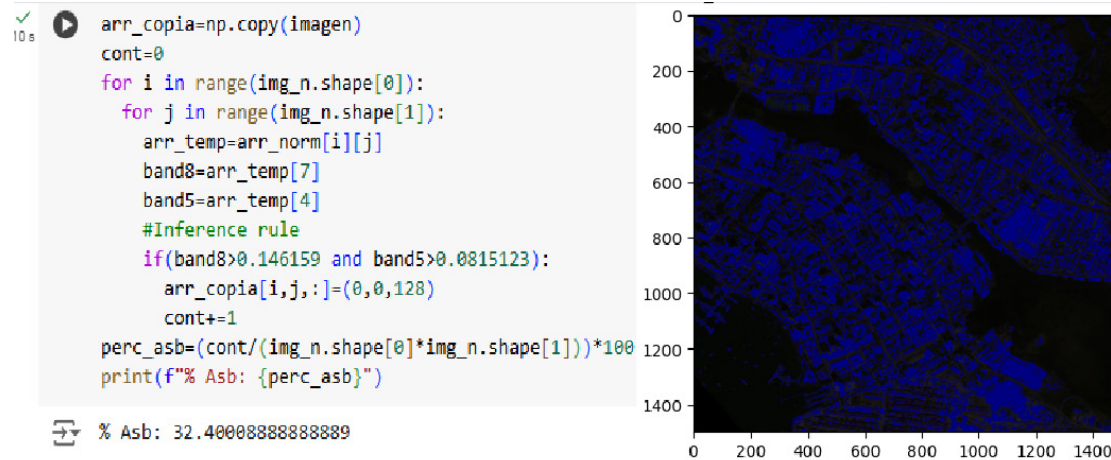 10 s
arr_copia=np.copy(imagen)
cont=0
for i in range(img_n.shape[0]):
for j in range(img_n.shape[1]):
arr_temp=arr_norm[i][j]
band8=arr_temp[7]
band5=arr_temp[4]
#Inference rule
if(band8>0.146159 and band5>0.0815123):
arr_copia[i,j,:]=(0,0,128)
cont+=1
perc_asb=(cont/(img_n.shape[0]*img_n.shape[1]))*100
print(f"% Asb: {perc_asb}")
% Asb: 32.40008888888889
0
200
400
600
800
1000
1200
1400
0 200 400 600 800 1000 1200 1400